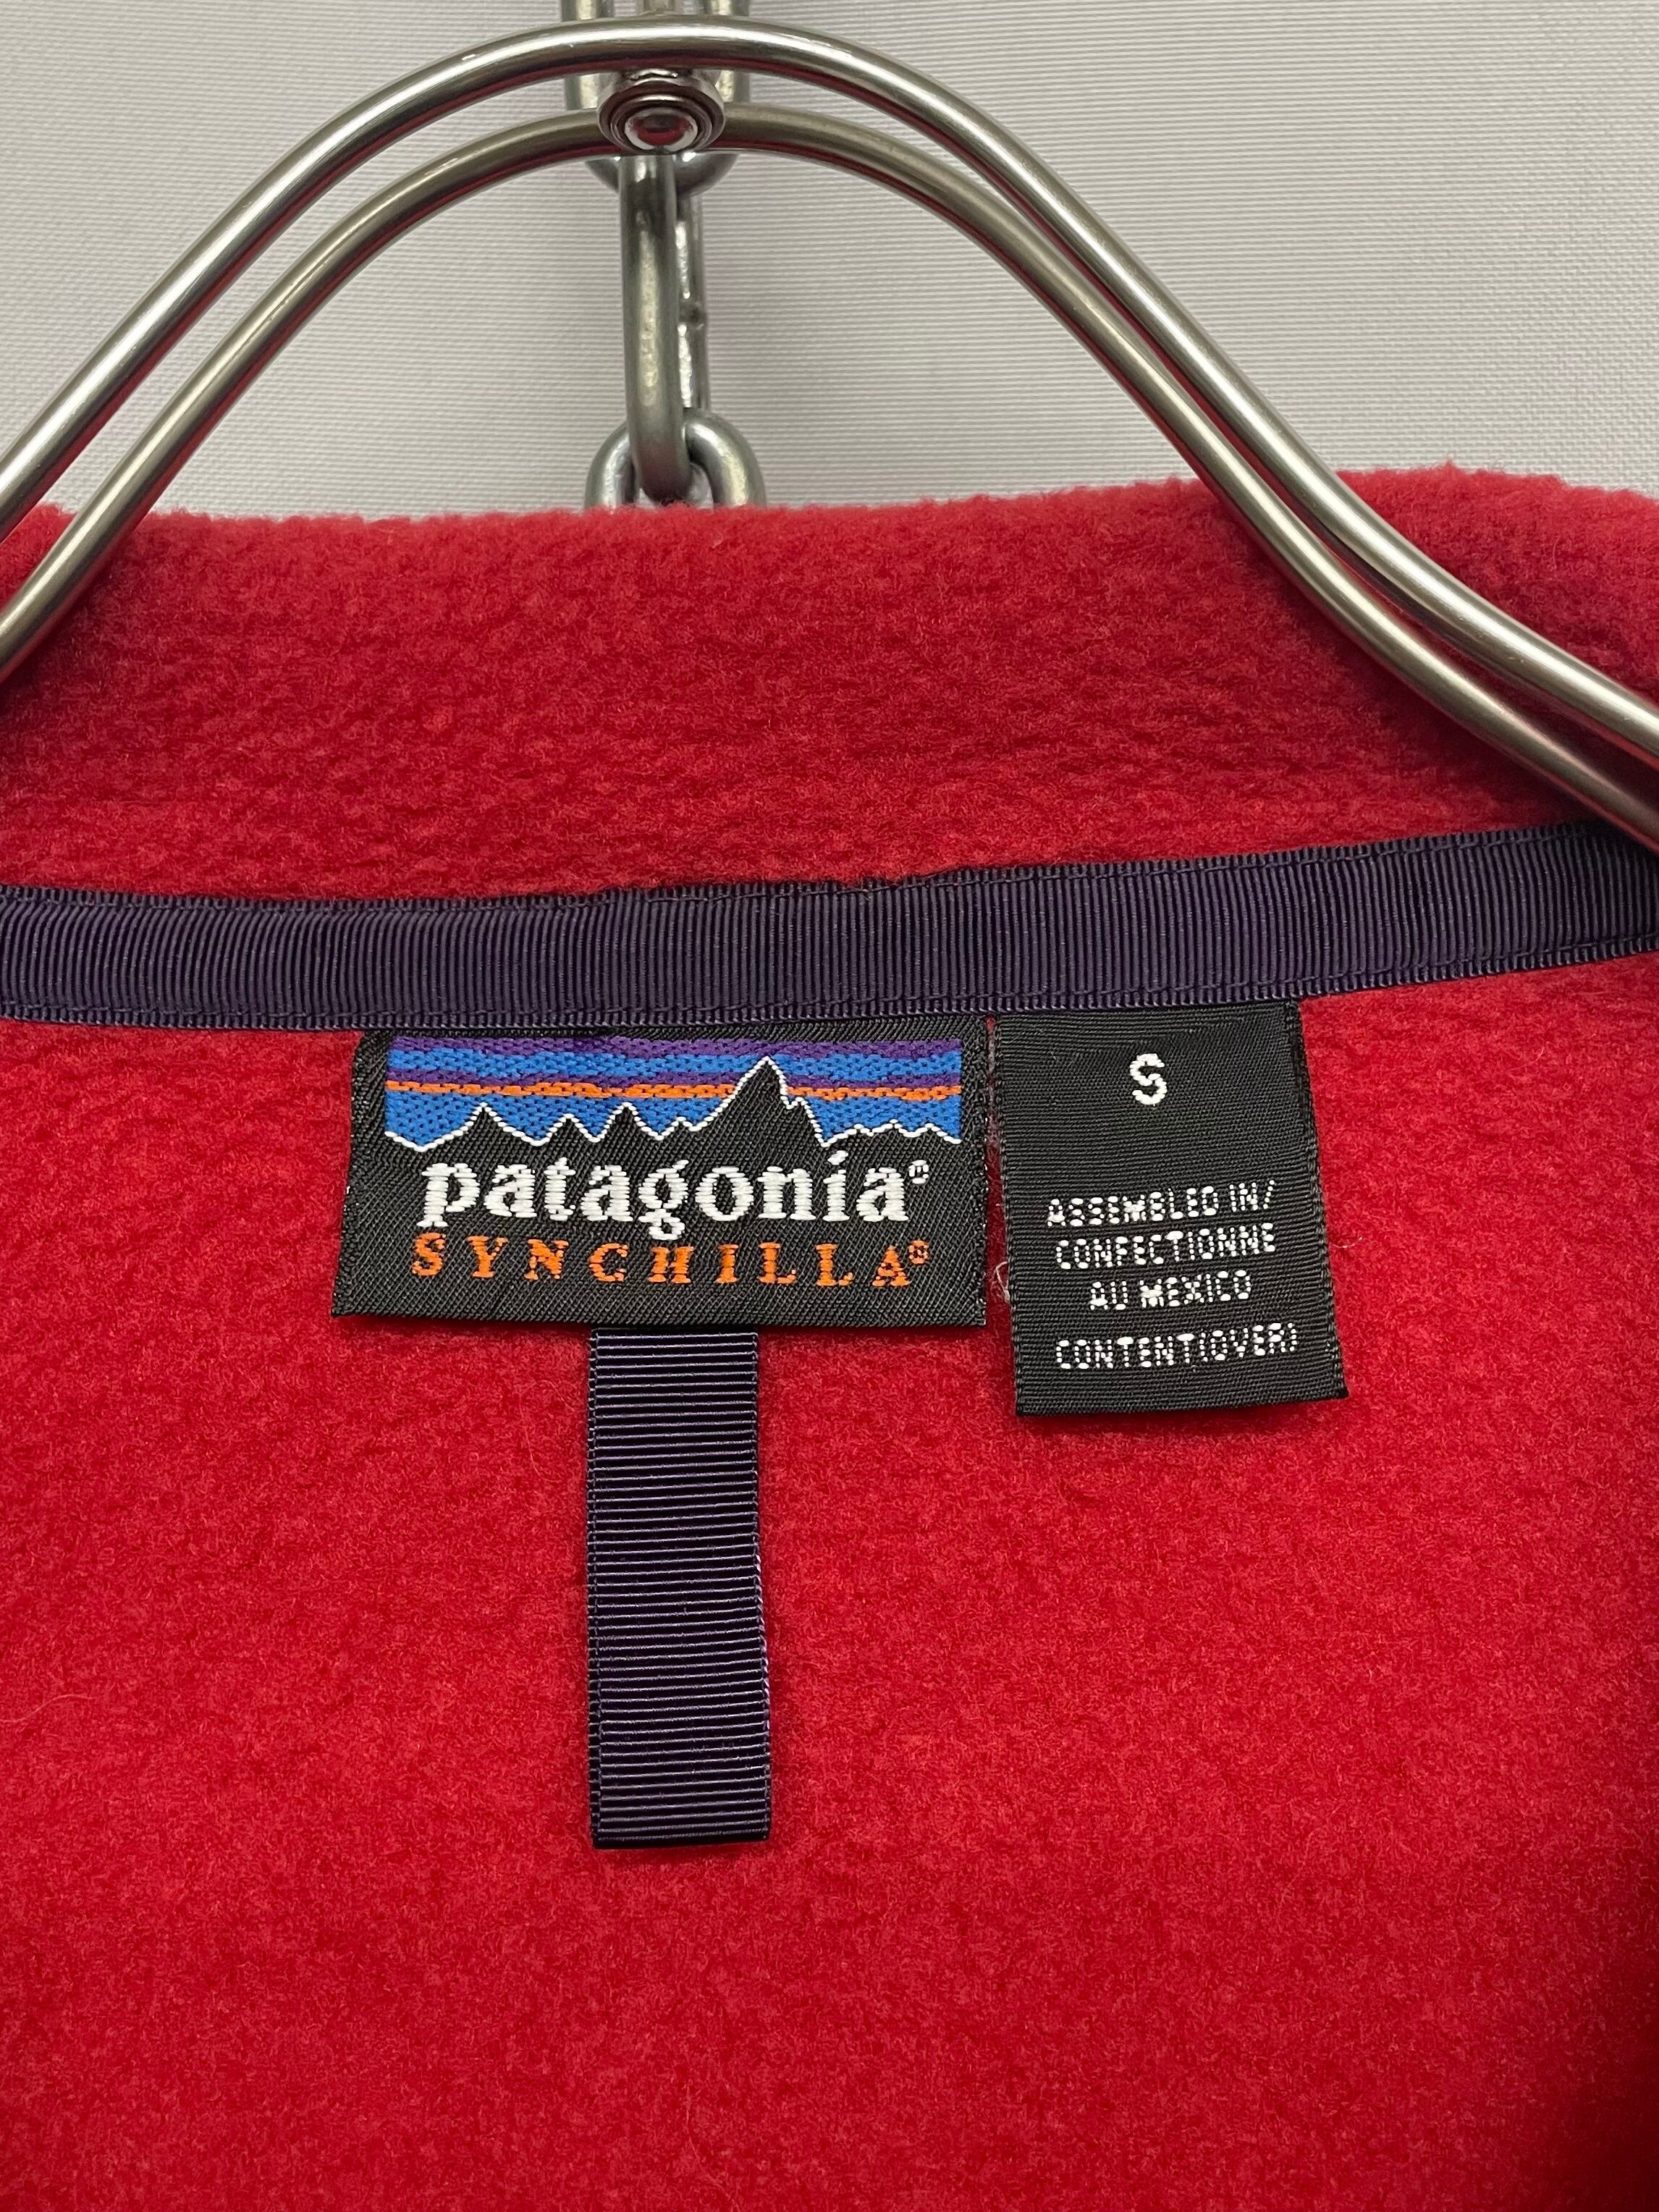 patagonia®
SYNCHILLA®
S
ASSEMBLED IN/
CONFECTIONNE
AU MEXICO
CONTENT(OVER)